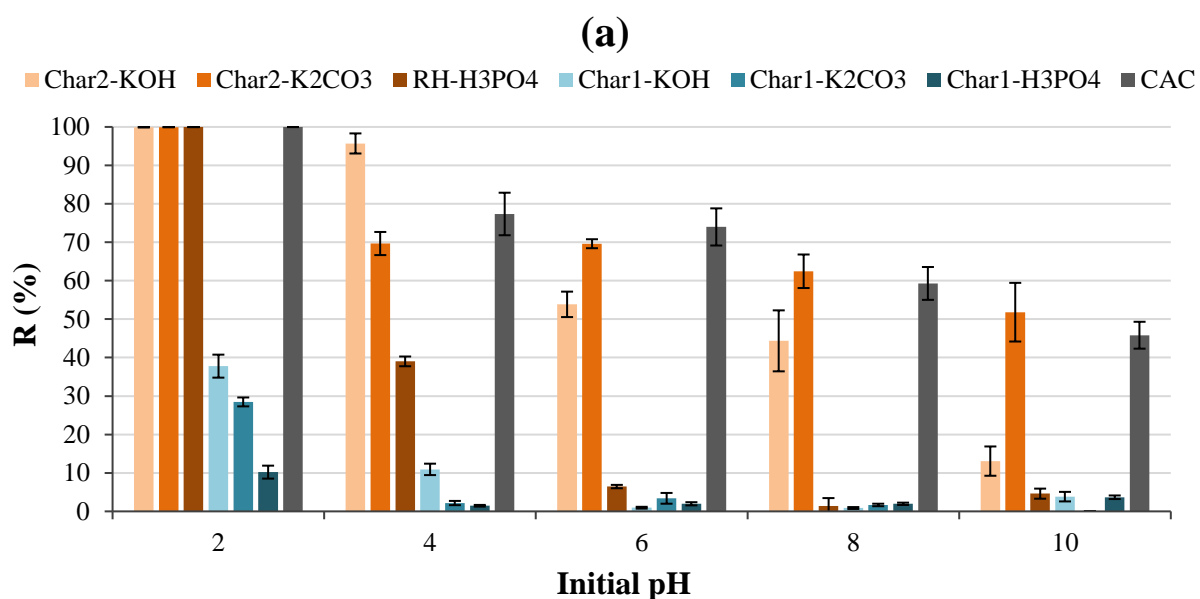 (a)
Char2-KOH Char2-K2CO3 RH-H3PO4 Char1-KOH Char1-K2CO3 Char1-H3PO4 CAC
100
90
80
70
60
50
40
30
20
10
0
R (%)
2 4 6 8 10
Initial pH